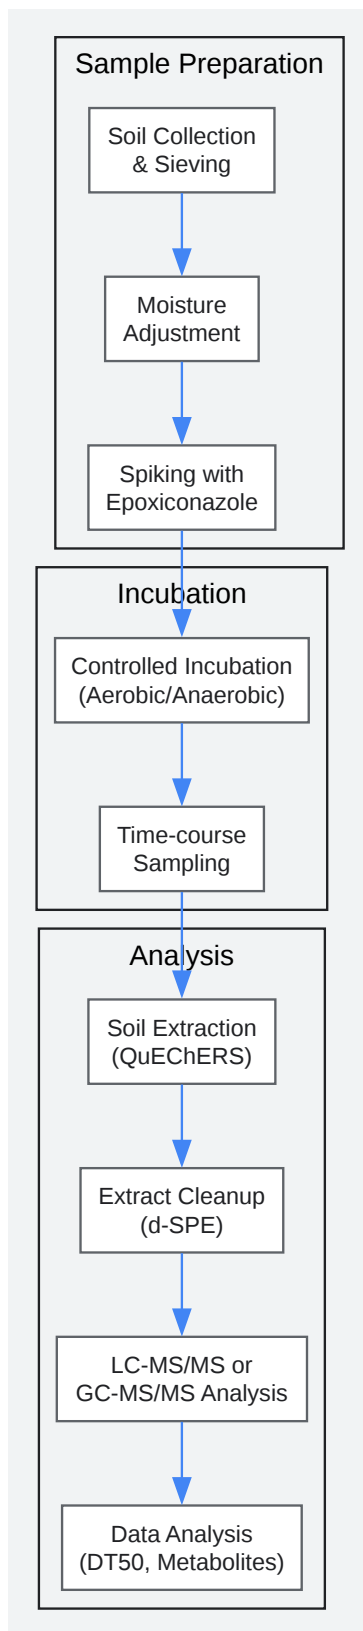 Sample Preparation
Soil Collection
& Sieving
Moisture
Adjustment
Spiking with
Epoxiconazole
Incubation
Controlled Incubation
(Aerobic/Anaerobic)
Time-course
Sampling
Analysis
Soil Extraction
(QuEChERS)
Extract Cleanup
(d-SPE)
LC-MS/MS or
GC-MS/MS Analysis
Data Analysis
(DT50, Metabolites)